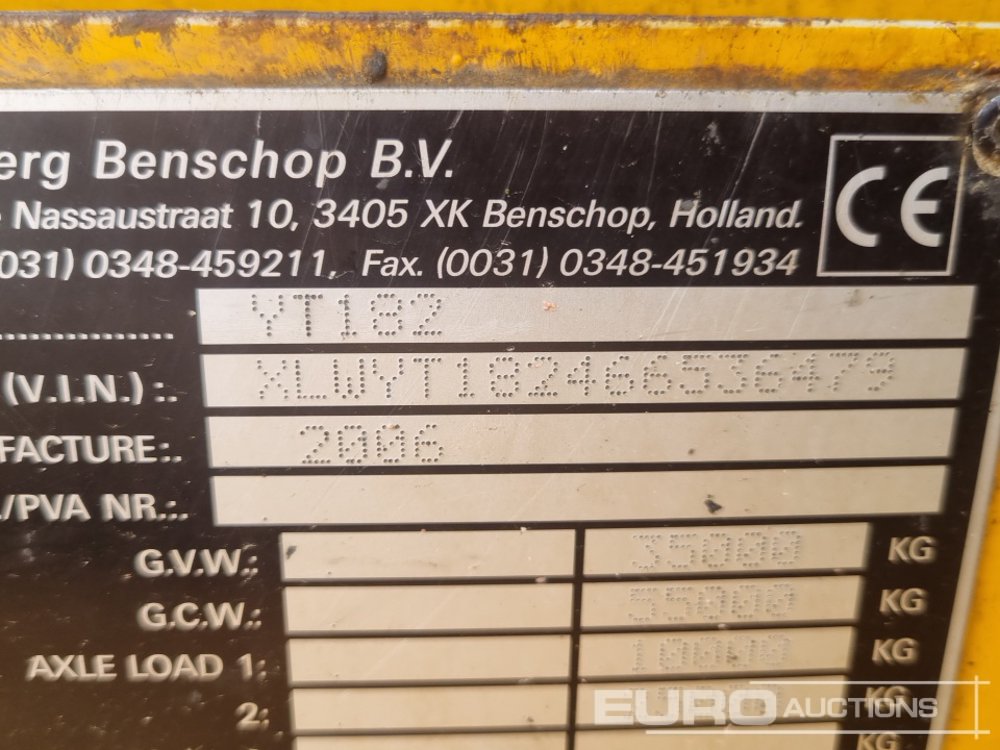 erg Benschop B.V.
Nassaustraat 10, 3405 XK Benschop, Holland.
031) 0348-459211, Fax. (0031) 0348-451934
CE
YT182
(V.I.N.) :. XLWYT182466536479
FACTURE:. 2006
/PVA NR.:.
G.V.W.: 35000 KG
G.C.W.: 55000 KG
AXLE LOAD 1: 10000 KG
2: KG
KG
EURO AUCTIONS